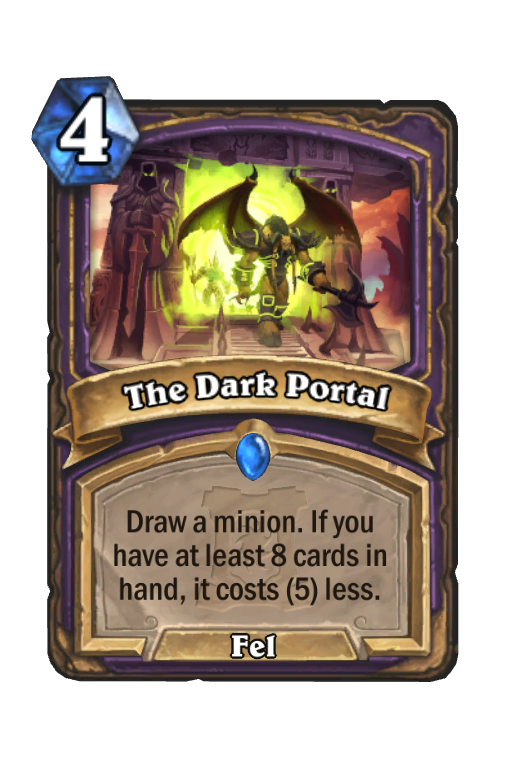 4
The Dark Portal
Draw a minion. If you
have at least 8 cards in
hand, it costs (5) less.
Fel